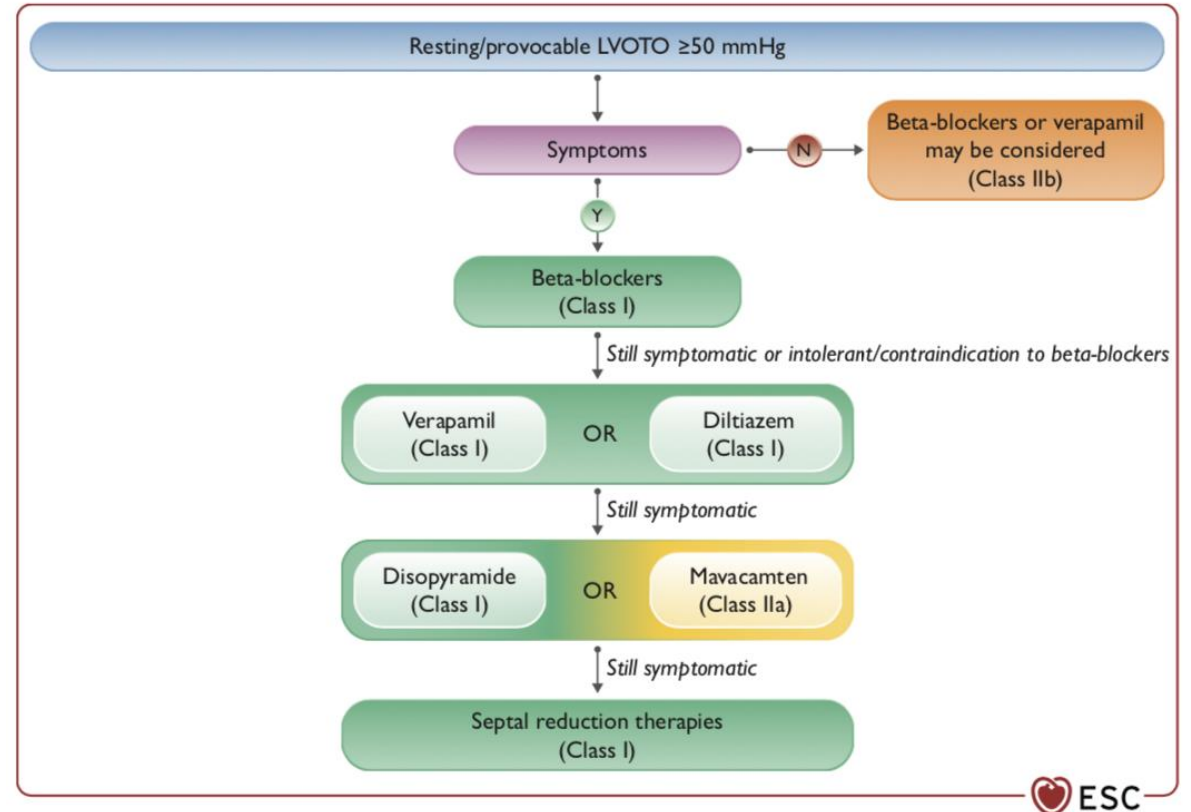 Resting/provocable LVOTO ≥50 mmHg
Symptoms
N
Beta-blockers or verapamil
may be considered
(Class IIb)
Y
Beta-blockers
(Class I)
Still symptomatic or intolerant/contraindication to beta-blockers
Verapamil
(Class I)
OR
Diltiazem
(Class I)
Still symptomatic
Disopyramide
(Class I)
OR
Mavacamten
(Class IIa)
Still symptomatic
Septal reduction therapies
(Class I)
ESC